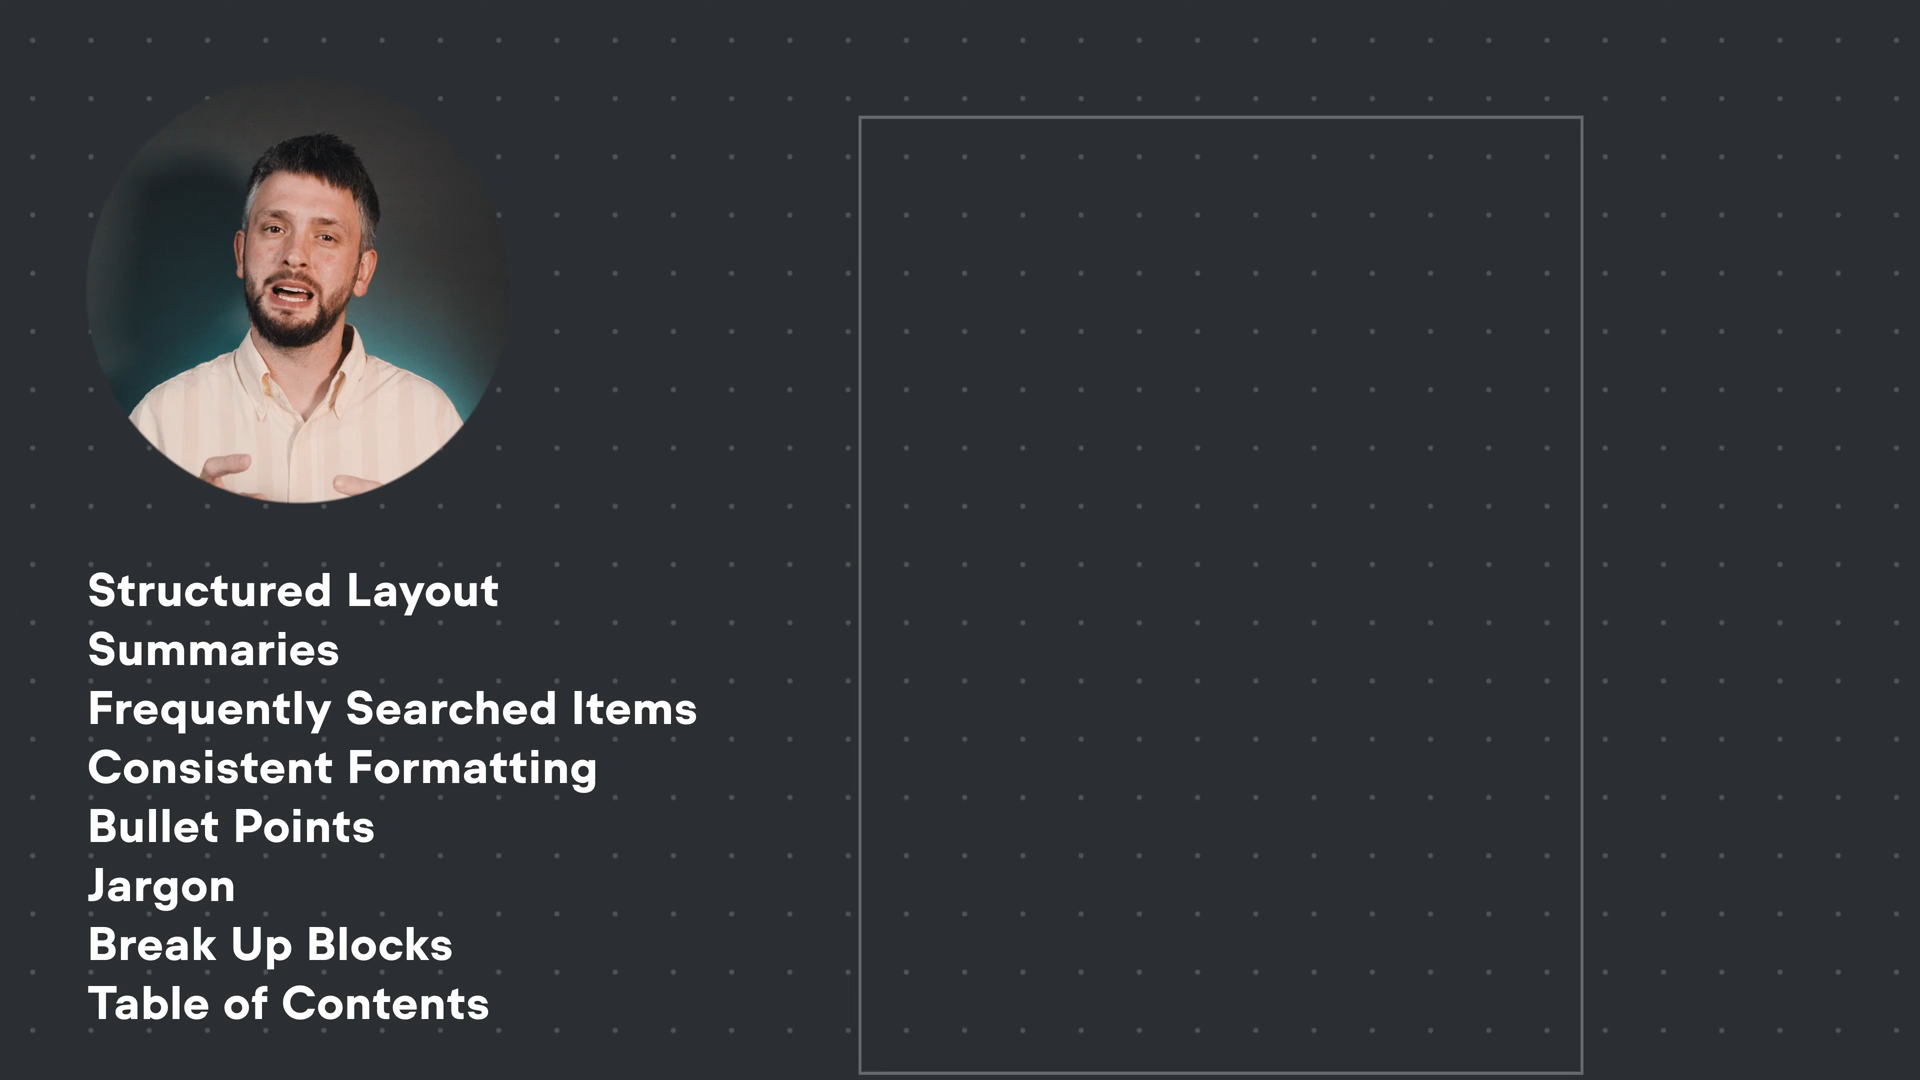 Structured Layout
Summaries
Frequently Searched Items
Consistent Formatting
Bullet Points
Jargon
Break Up Blocks
Table of Contents